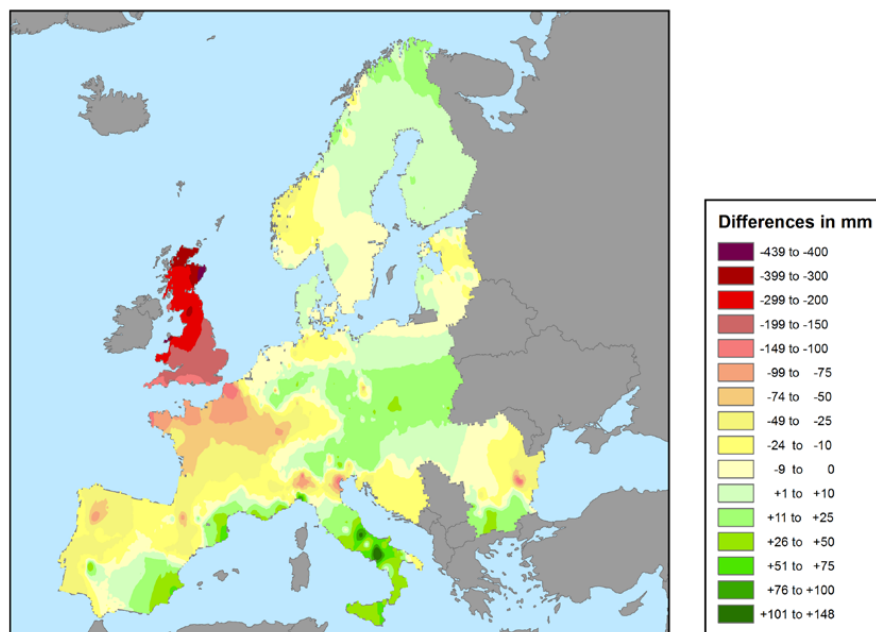 Differences in mm
-439 to -400
-399 to -300
-299 to -200
-199 to -150
-149 to -100
-99 to -75
-74 to -50
-49 to -25
-24 to -10
-9 to 0
+1 to +10
+11 to +25
+26 to +50
+51 to +75
+76 to +100
+101 to +148